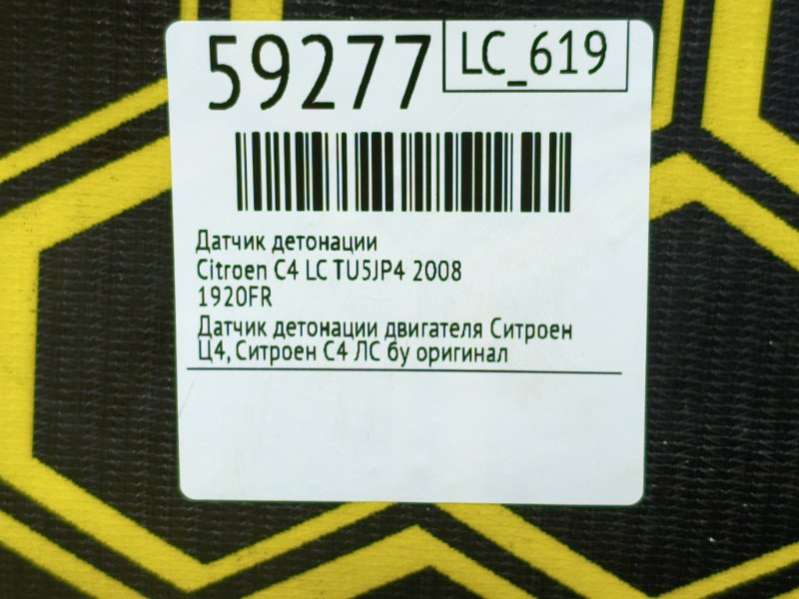 59277
LC_619
Датчик детонации
Citroen C4 LC TU5JP4 2008
1920FR
Датчик детонации двигателя Ситроен
Ц4, Ситроен С4 ЛС бу оригинал